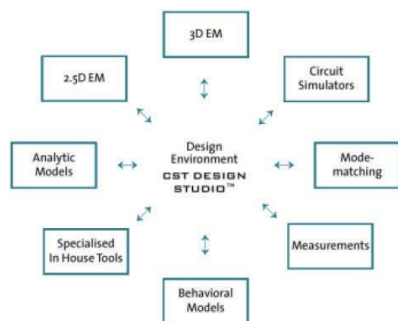 3D EM
2.5D EM
Circuit
Simulators
Analytic
Models
Design
Environment
CST DESIGN
STUDIO™
Mode-
matching
Specialised
In House Tools
Measurements
Behavioral
Models